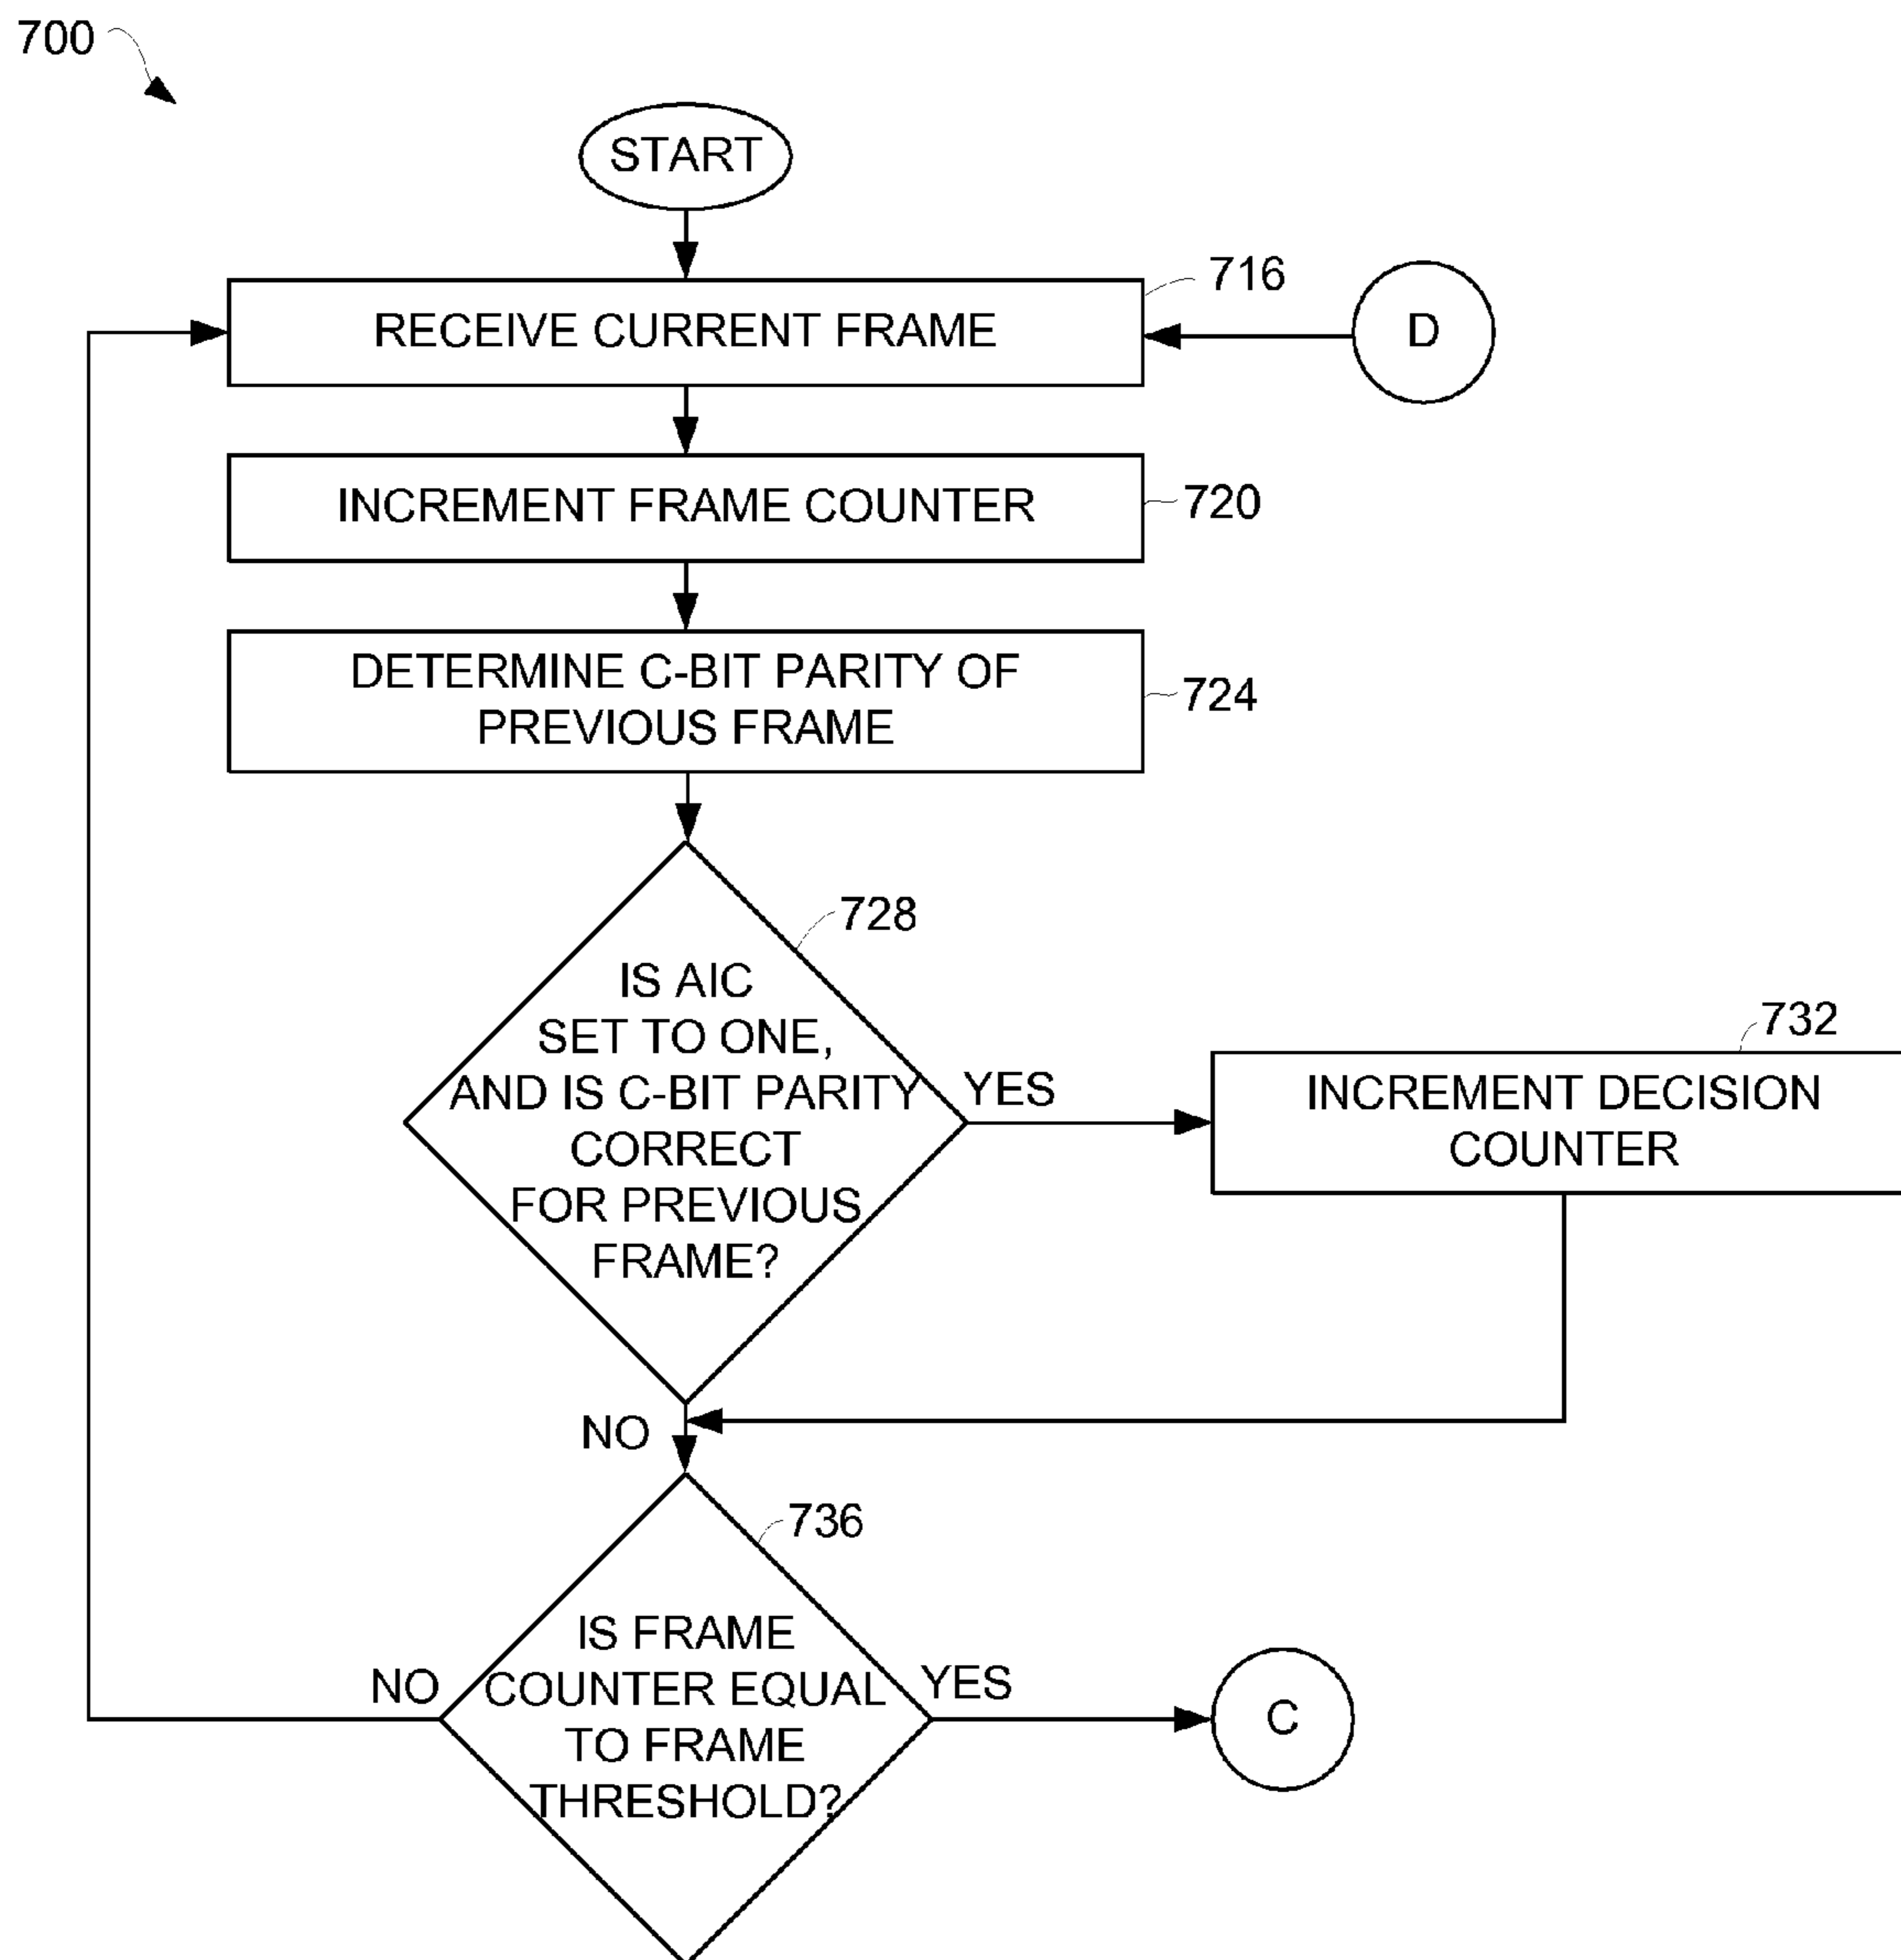 700
START
716
RECEIVE CURRENT FRAME
D
INCREMENT FRAME COUNTER
720
DETERMINE C-BIT PARITY OF
PREVIOUS FRAME
724
728
IS AIC
SET TO ONE,
AND IS C-BIT PARITY
CORRECT
FOR PREVIOUS
FRAME?
YES
732
INCREMENT DECISION
COUNTER
NO
736
IS FRAME
COUNTER EQUAL
TO FRAME
THRESHOLD?
NO
YES
C